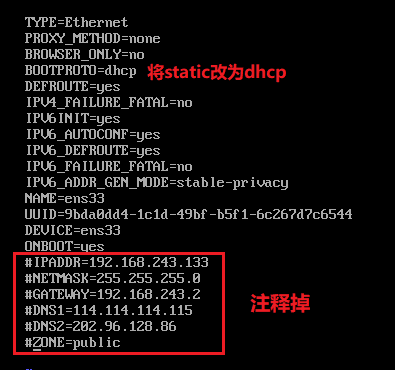 TYPE=Ethernet
PROXY_METHOD=none
BROWSER_ONLY=no
BOOTPROTO=dhcp 将static改为dhcp
DEFROUTE=yes
IPV4_FAILURE_FATAL=no
IPV6INIT=yes
IPV6_AUTOCONF=yes
IPV6_DEFROUTE=yes
IPV6_FAILURE_FATAL=no
IPV6_ADDR_GEN_MODE=stable-privacy
NAME=ens33
UUID=9bda0dd4-1c1d-49bf-b5f1-6c267d7c6544
DEVICE=ens33
ONBOOT=yes
#IPADDR=192.168.243.133
#NETMASK=255.255.255.0
#GATEWAY=192.168.243.2
#DNS1=114.114.114.115
#DNS2=202.96.128.86
#ZONE=public
注释掉